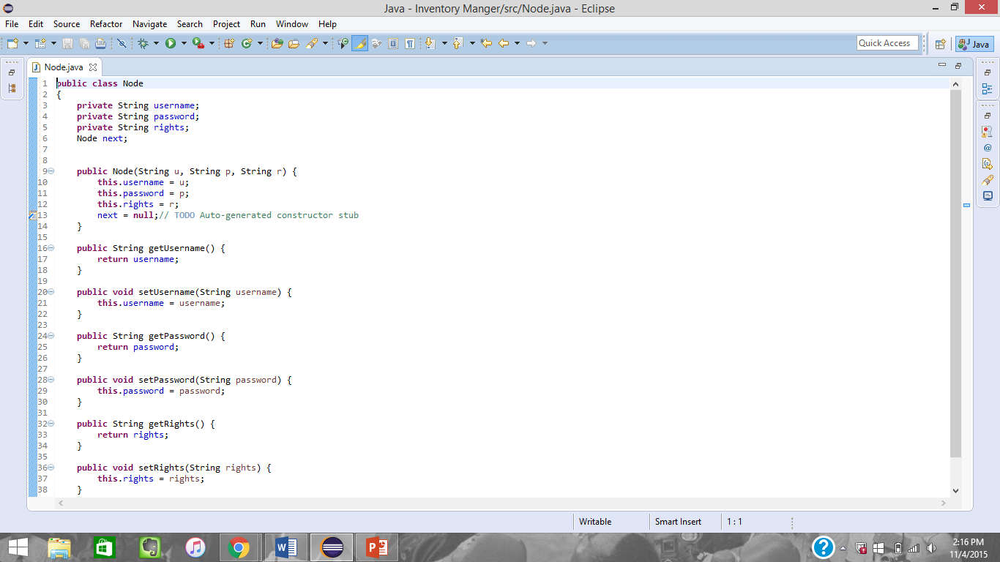 Java - Inventory Manger/src/Node.java - Eclipse
File Edit Source Refactor Navigate Search Project Run Window Help
Quick Access
Java
Node.java
1 public class Node
2 {
3     private String username;
4     private String password;
5     private String rights;
6     Node next;
7
8
9     public Node(String u, String p, String r) {
10         this.username = u;
11         this.password = p;
12         this.rights = r;
13         next = null;// TODO Auto-generated constructor stub
14     }
15
16     public String getUsername() {
17         return username;
18     }
19
20     public void setUsername(String username) {
21         this.username = username;
22     }
23
24     public String getPassword() {
25         return password;
26     }
27
28     public void setPassword(String password) {
29         this.password = password;
30     }
31
32     public String getRights() {
33         return rights;
34     }
35
36     public void setRights(String rights) {
37         this.rights = rights;
38     }
Writable Smart Insert 1 : 1
2:16 PM
11/4/2015